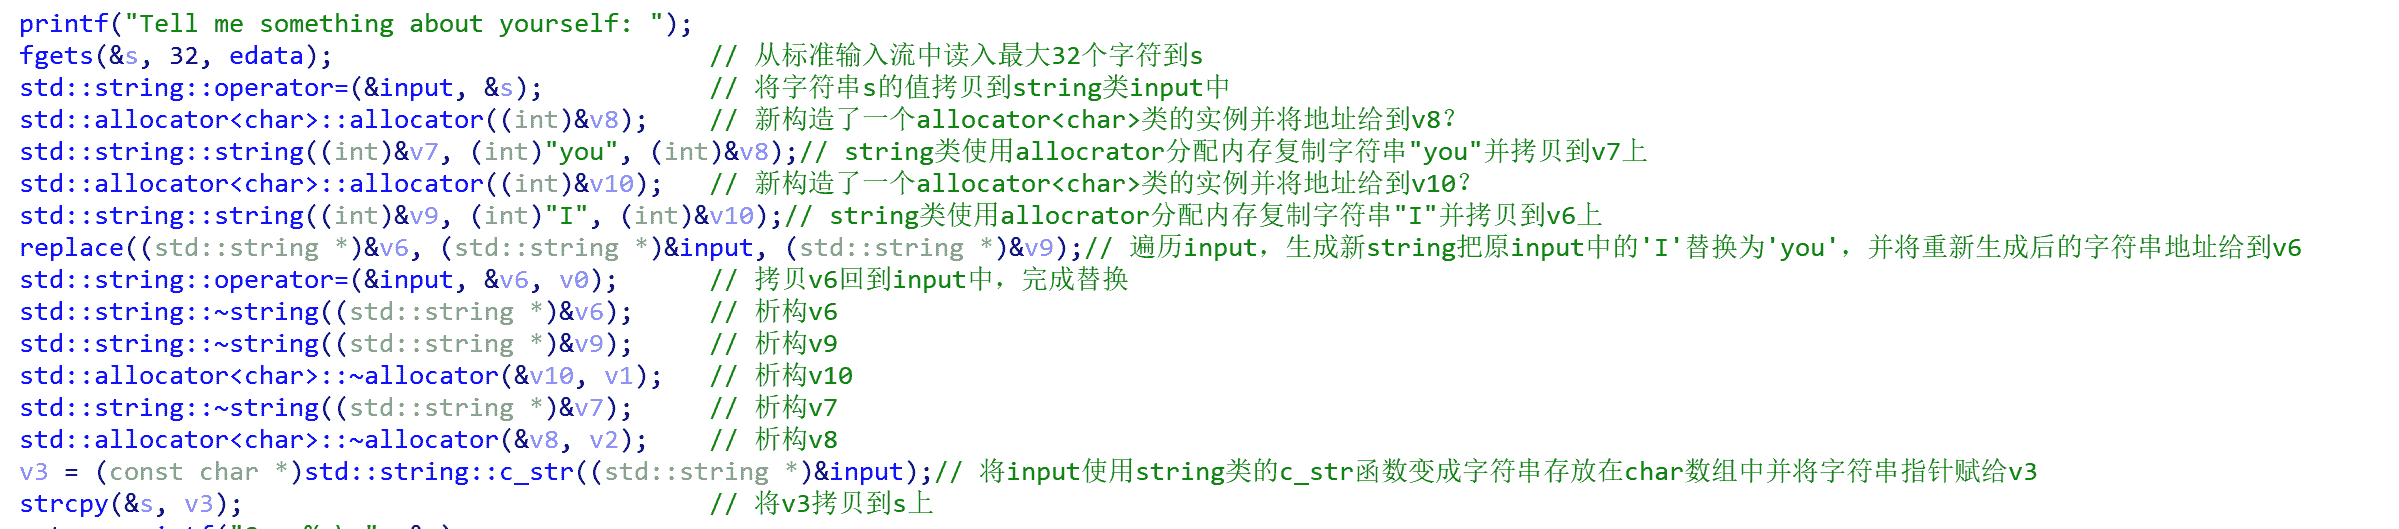 printf("Tell me something about yourself: ");
fgets(&s, 32, edata); // 从标准输入流中读入最大32个字符到s
std::string::operator=(&input, &s); // 将字符串s的值拷贝到string类input中
std::allocator<char>::allocator((int)&v8); // 新构造了一个allocator<char>类的实例并将地址给到v8?
std::string::string((int)&v7, (int)"you", (int)&v8);// string类使用allocrator分配内存复制字符串"you"并拷贝到v7上
std::allocator<char>::allocator((int)&v10); // 新构造了一个allocator<char>类的实例并将地址给到v10?
std::string::string((int)&v9, (int)"I", (int)&v10);// string类使用allocrator分配内存复制字符串"I"并拷贝到v6上
replace((std::string *)&v6, (std::string *)&input, (std::string *)&v9);// 遍历input，生成新string把原input中的'I'替换为'you'，并将重新生成后的字符串地址给到v6
std::string::operator=(&input, &v6, v0); // 拷贝v6回到input中，完成替换
std::string::~string((std::string *)&v6); // 析构v6
std::string::~string((std::string *)&v9); // 析构v9
std::allocator<char>::~allocator(&v10, v1); // 析构v10
std::string::~string((std::string *)&v7); // 析构v7
std::allocator<char>::~allocator(&v8, v2); // 析构v8
v3 = (const char *)std::string::c_str((std::string *)&input);// 将input使用string类的c_str函数变成字符串存放在char数组中并将字符串指针赋给v3
strcpy(&s, v3); // 将v3拷贝到s上